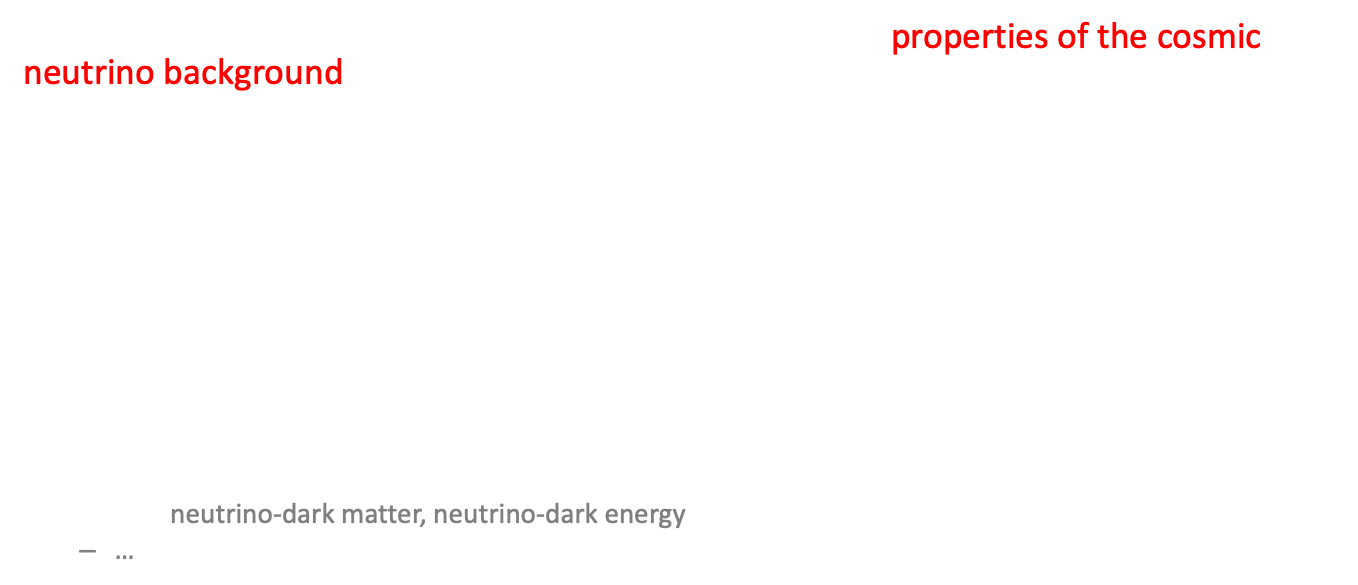 properties of the cosmic
neutrino background
neutrino-dark matter, neutrino-dark energy
– ...